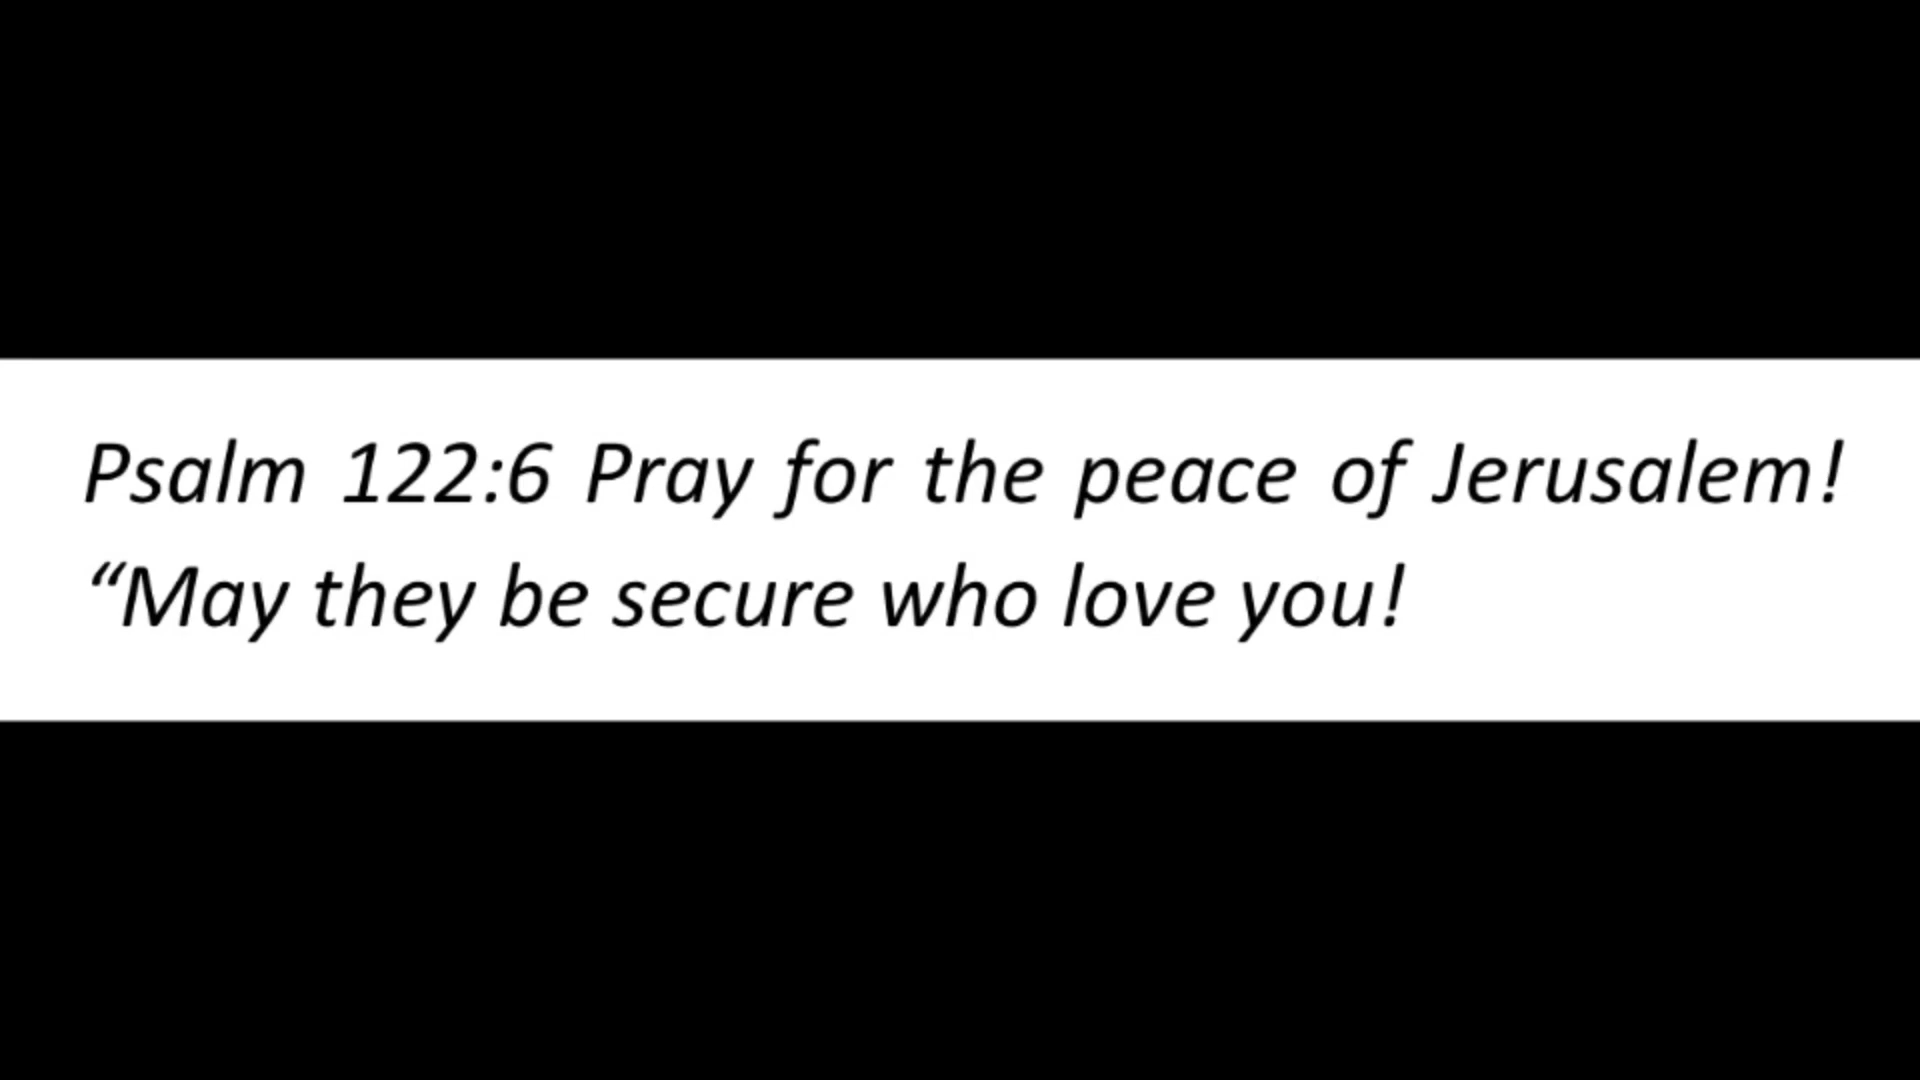 Psalm 122:6 Pray for the peace of Jerusalem!
“May they be secure who love you!